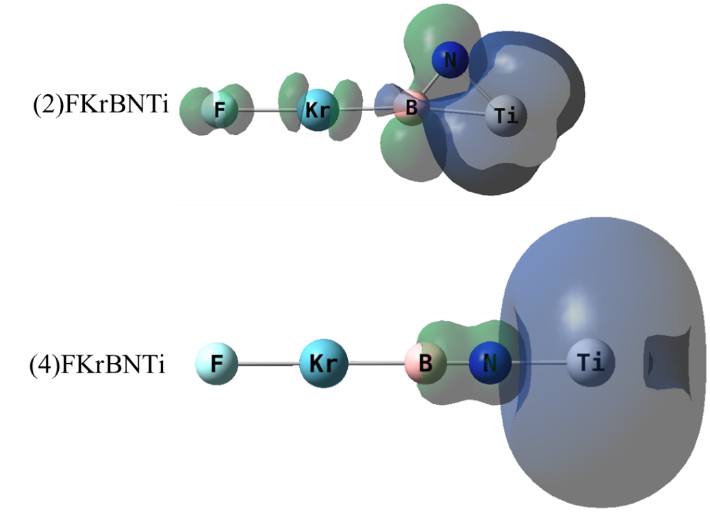 N
(2)FKrBNTi F Kr B Ti
(4)FKrBNTi F Kr B N Ti